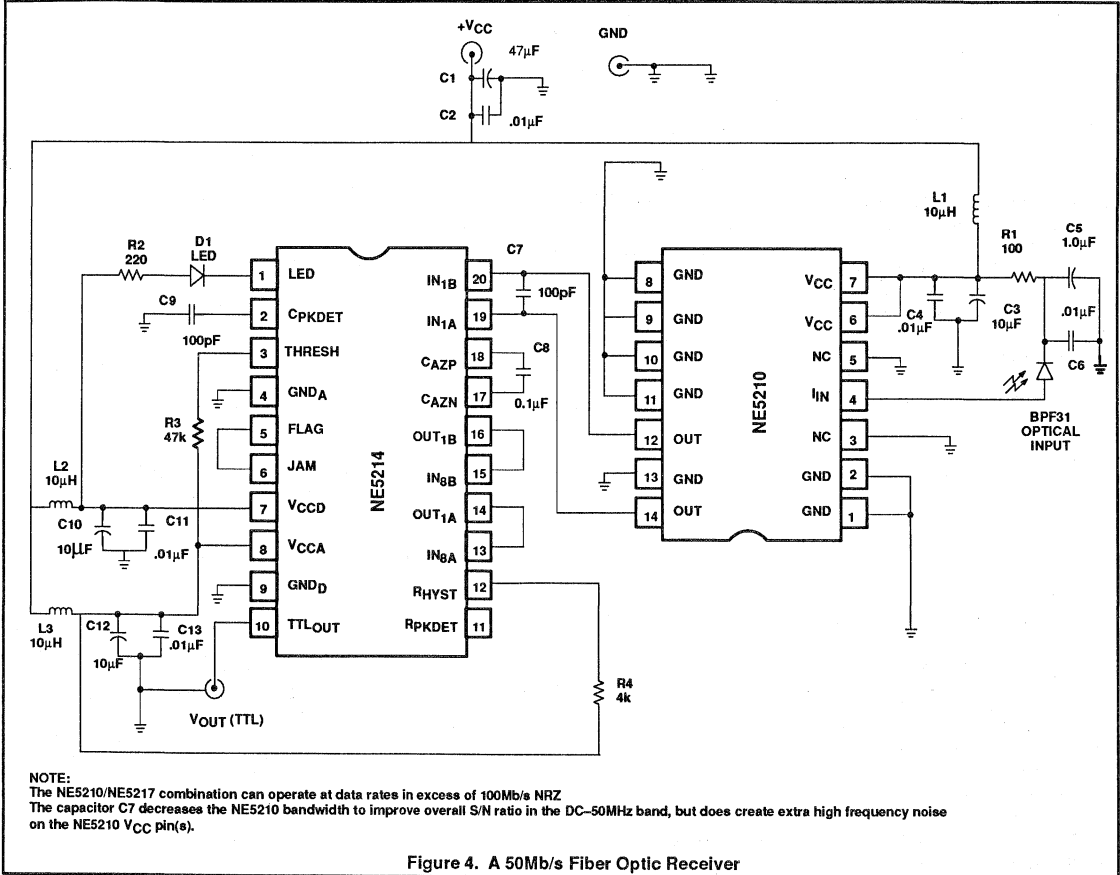 +VCC
47µF
C1
C2
.01µF
GND
L1
10µH
R1
100
C5
1.0µF
R2
220
D1
LED
C9
100pF
1
LED
2
CPKDET
3
THRESH
4
GNDA
5
FLAG
6
JAM
7
VCCD
8
VCCA
9
GNDD
10
TTLOUT
NE5214
IN1B
20
IN1A
19
CAZP
18
CAZN
17
OUT1B
16
IN8B
15
OUT1A
14
IN8A
13
RHYST
12
RPKDET
11
C7
100pF
C8
0.1µF
8
GND
9
GND
10
GND
11
GND
12
OUT
13
GND
14
OUT
NE5210
VCC
7
VCC
6
NC
5
IIN
4
NC
3
GND
2
GND
1
C4
.01µF
C3
10µF
.01µF
C6
BPF31
OPTICAL
INPUT
R3
47k
L2
10µH
C10
10µF
C11
.01µF
L3
10µH
C12
10µF
C13
.01µF
VOUT (TTL)
R4
4k
NOTE:
The NE5210/NE5217 combination can operate at data rates in excess of 100Mb/s NRZ
The capacitor C7 decreases the NE5210 bandwidth to improve overall S/N ratio in the DC–50MHz band, but does create extra high frequency noise
on the NE5210 VCC pin(s).
Figure 4. A 50Mb/s Fiber Optic Receiver